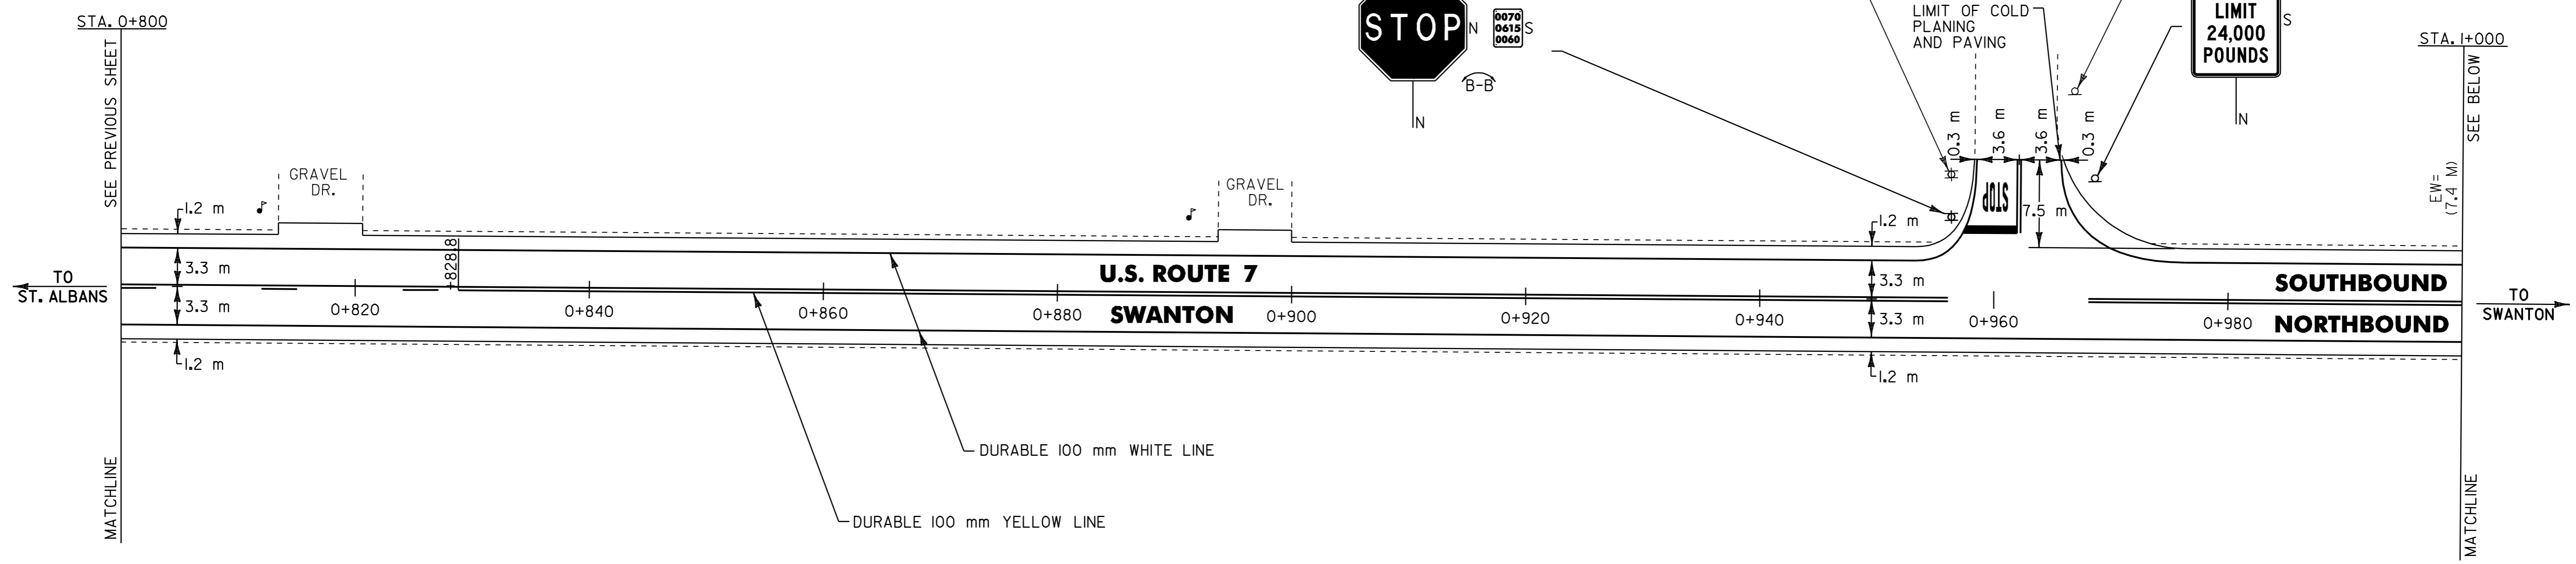 STA. 0+800
SEE PREVIOUS SHEET
MATCHLINE
TO
ST. ALBANS
1.2 m
3.3 m
3.3 m
1.2 m
GRAVEL
DR.
+828.8
0+820
0+840
0+860
0+880
0+900
0+920
0+940
0+960
0+980
GRAVEL
DR.
U.S. ROUTE 7
SWANTON
DURABLE 100 mm WHITE LINE
DURABLE 100 mm YELLOW LINE
STOP
N
0070
0615
0060
S
B-B
N
LIMIT OF COLD
PLANING
AND PAVING
0.3 m
3.6 m
3.6 m
0.3 m
STOP
7.5 m
1.2 m
3.3 m
3.3 m
1.2 m
LIMIT
24,000
POUNDS
S
N
STA. 1+000
SEE BELOW
EW=
(7.4 M)
SOUTHBOUND
NORTHBOUND
TO
SWANTON
MATCHLINE